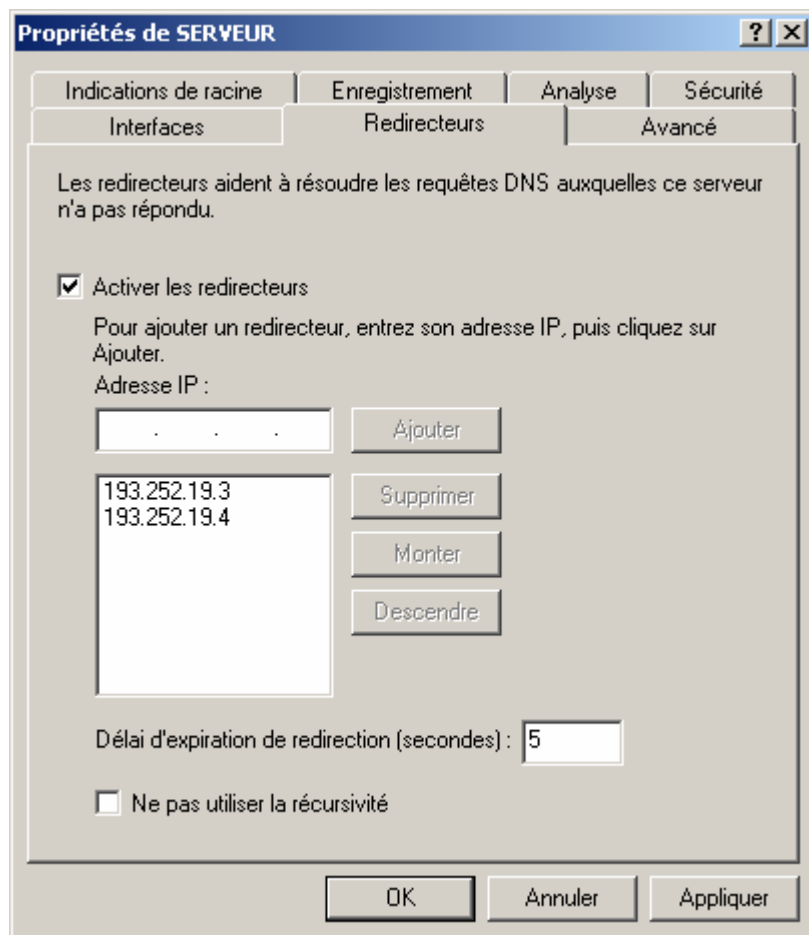 Propriétés de SERVEUR
Indications de racine
Enregistrement
Analyse
Sécurité
Interfaces
Redirecteurs
Avancé
Les redirecteurs aident à résoudre les requêtes DNS auxquelles ce serveur
n'a pas répondu.
Activer les redirecteurs
Pour ajouter un redirecteur, entrez son adresse IP, puis cliquez sur
Ajouter.
Adresse IP :
. . .
Ajouter
193.252.19.3
193.252.19.4
Supprimer
Monter
Descendre
Délai d'expiration de redirection (secondes) : 5
Ne pas utiliser la récursivité
OK
Annuler
Appliquer